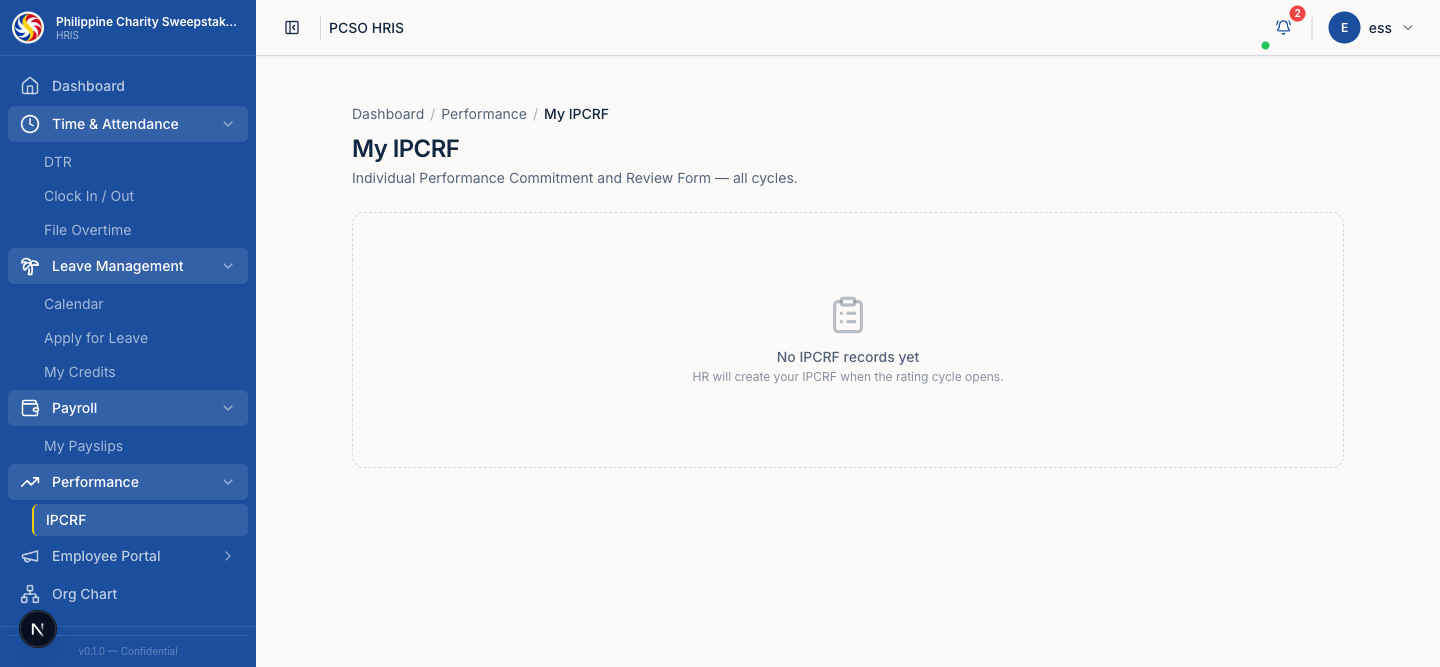 Philippine Charity Sweepstak...
HRIS
PCSO HRIS
2
E
ess
Dashboard
Time & Attendance
DTR
Clock In / Out
File Overtime
Leave Management
Calendar
Apply for Leave
My Credits
Payroll
My Payslips
Performance
IPCRF
Employee Portal
Org Chart
N
v0.1.0 — Confidential
Dashboard / Performance / My IPCRF
My IPCRF
Individual Performance Commitment and Review Form — all cycles.
No IPCRF records yet
HR will create your IPCRF when the rating cycle opens.